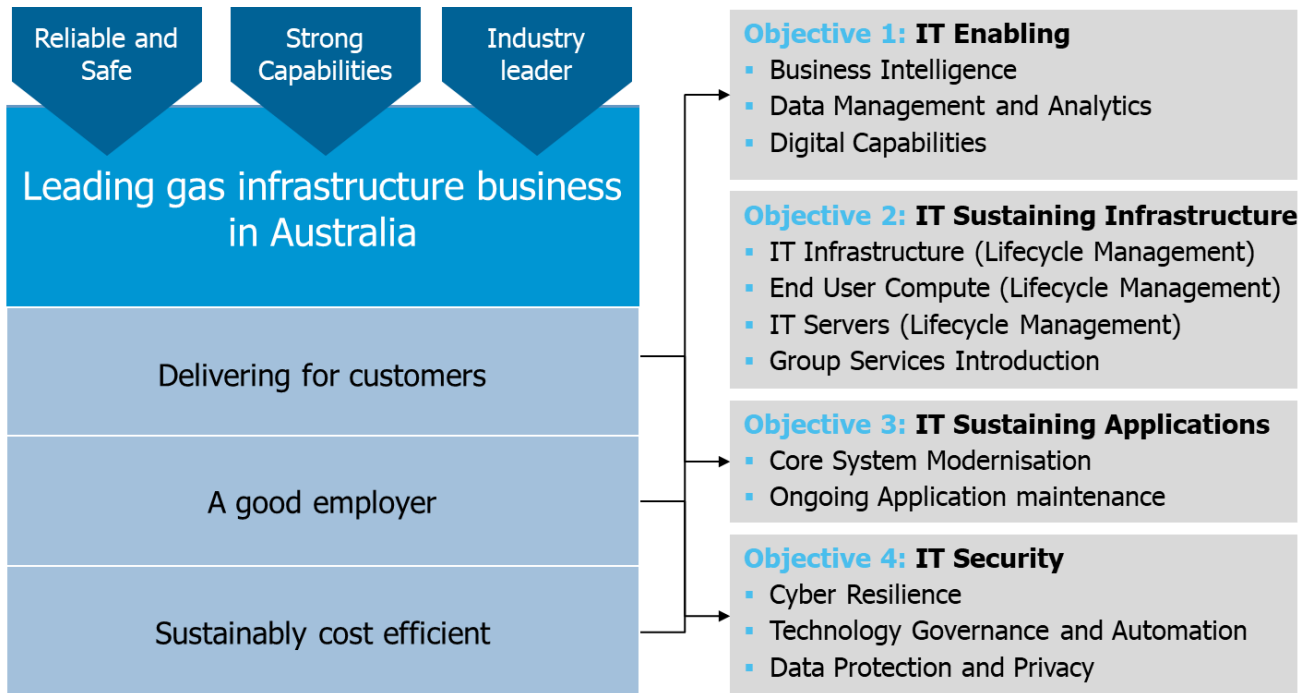 Reliable and
Safe
Strong
Capabilities
Industry
leader
Leading gas infrastructure business
in Australia
Delivering for customers
A good employer
Sustainably cost efficient
Objective 1: IT Enabling
▪ Business Intelligence
▪ Data Management and Analytics
▪ Digital Capabilities
Objective 2: IT Sustaining Infrastructure
▪ IT Infrastructure (Lifecycle Management)
▪ End User Compute (Lifecycle Management)
▪ IT Servers (Lifecycle Management)
▪ Group Services Introduction
Objective 3: IT Sustaining Applications
▪ Core System Modernisation
▪ Ongoing Application maintenance
Objective 4: IT Security
▪ Cyber Resilience
▪ Technology Governance and Automation
▪ Data Protection and Privacy